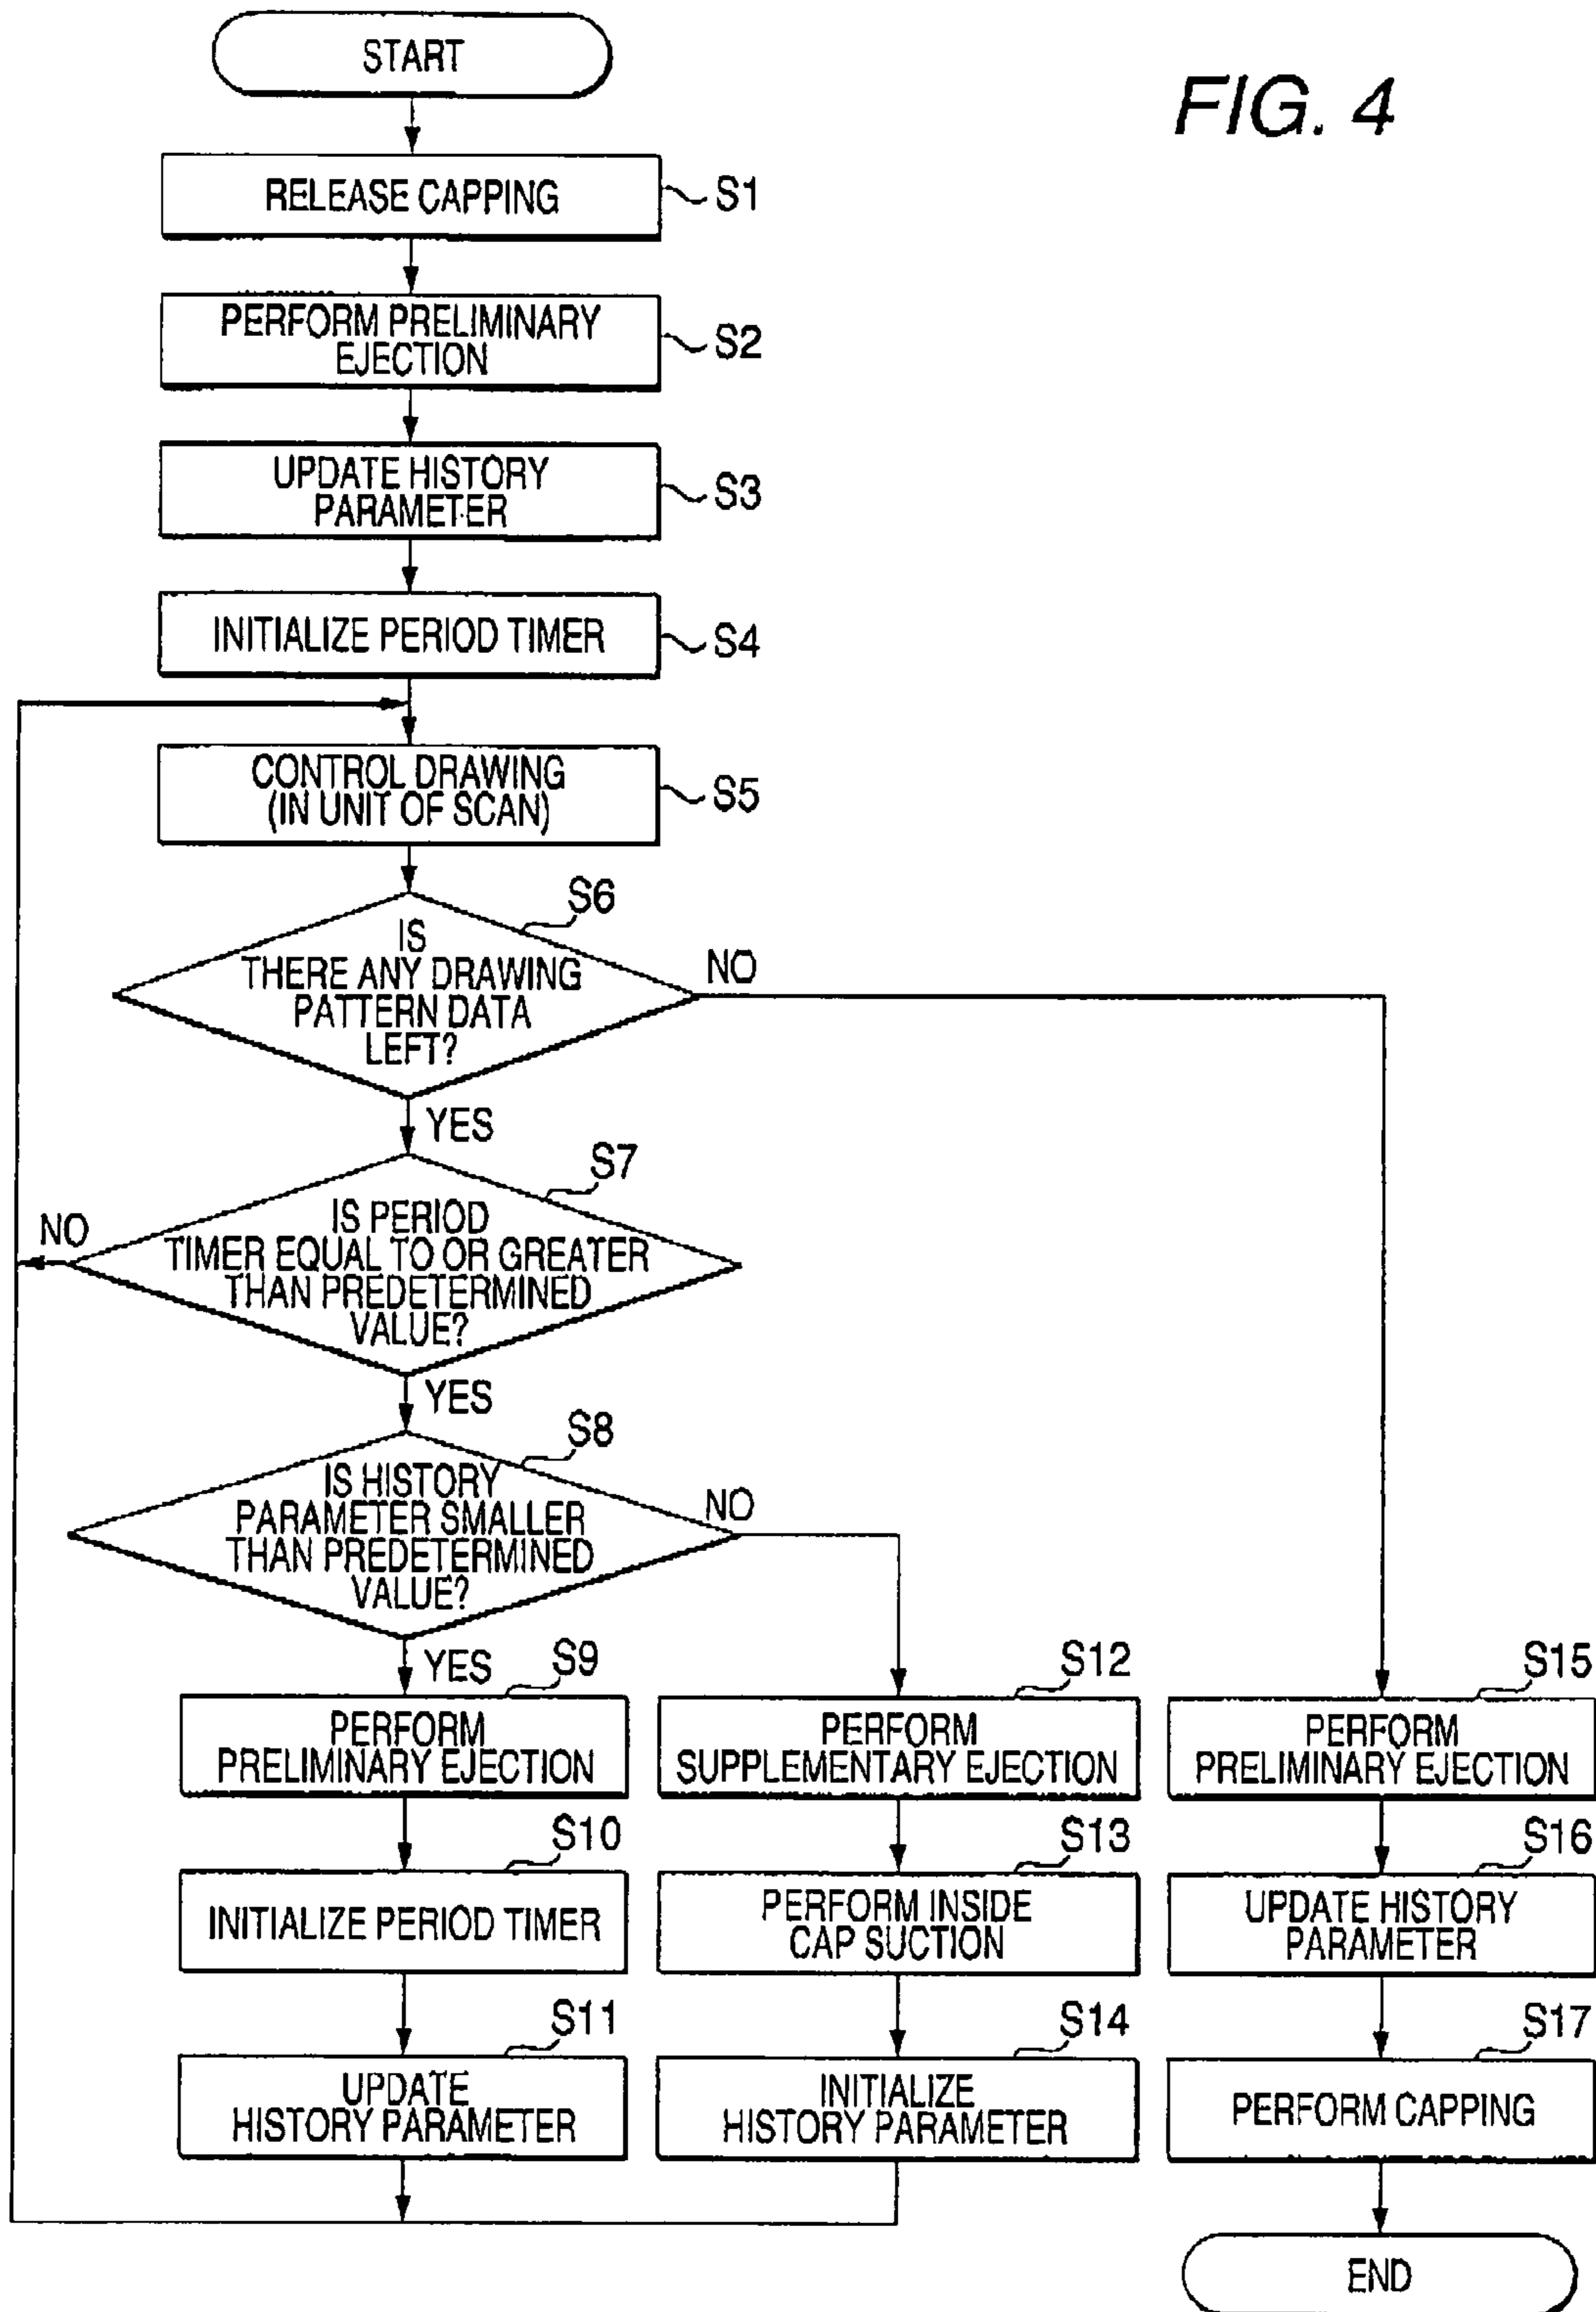 START
FIG. 4
RELEASE CAPPING
S1
PERFORM PRELIMINARY
EJECTION
S2
UPDATE HISTORY
PARAMETER
S3
INITIALIZE PERIOD TIMER
S4
CONTROL DRAWING
(IN UNIT OF SCAN)
S5
S6
IS
THERE ANY DRAWING
PATTERN DATA
LEFT?
NO
YES
S7
IS PERIOD
TIMER EQUAL TO OR GREATER
THAN PREDETERMINED
VALUE?
NO
YES
S8
IS HISTORY
PARAMETER SMALLER
THAN PREDETERMINED
VALUE?
NO
YES
S9
PERFORM
PRELIMINARY EJECTION
S10
INITIALIZE PERIOD TIMER
S11
UPDATE
HISTORY PARAMETER
S12
PERFORM
SUPPLEMENTARY EJECTION
S13
PERFORM INSIDE
CAP SUCTION
S14
INITIALIZE
HISTORY PARAMETER
S15
PERFORM
PRELIMINARY EJECTION
S16
UPDATE HISTORY
PARAMETER
S17
PERFORM CAPPING
END